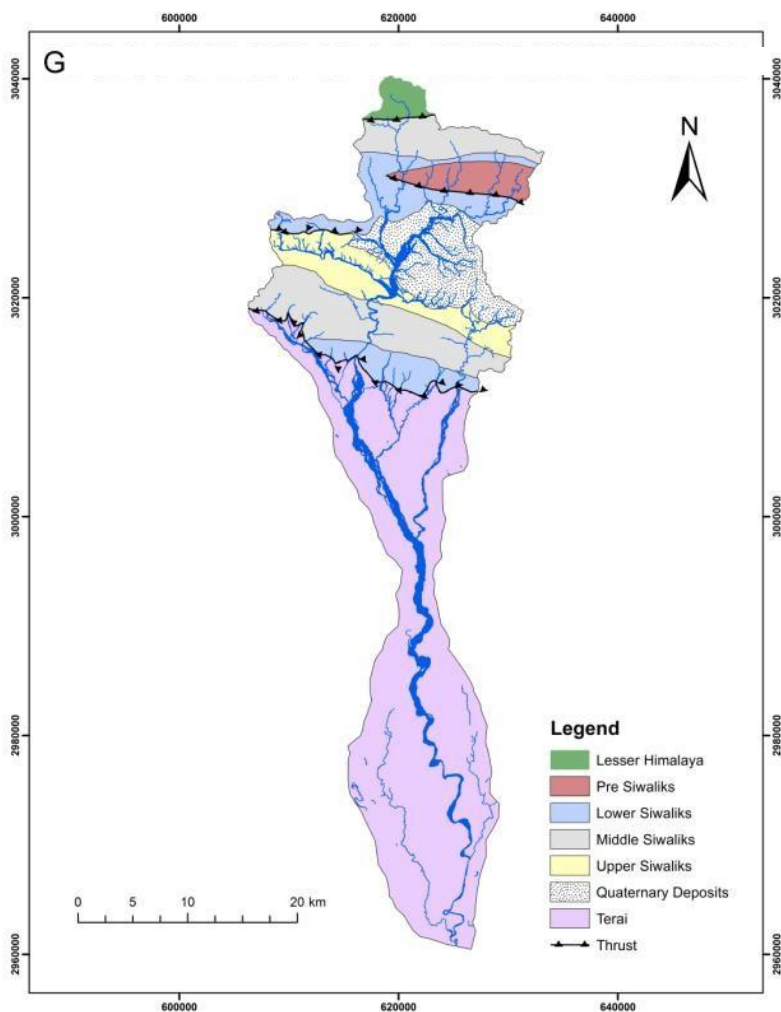 600000 620000 640000
G
3040000 3040000
N
3020000 3020000
3000000 3000000
2980000 2980000
Legend
Lesser Himalaya
Pre Siwaliks
Lower Siwaliks
Middle Siwaliks
Upper Siwaliks
Quaternary Deposits
Terai
Thrust
0 5 10 20 km
2960000 2960000
600000 620000 640000